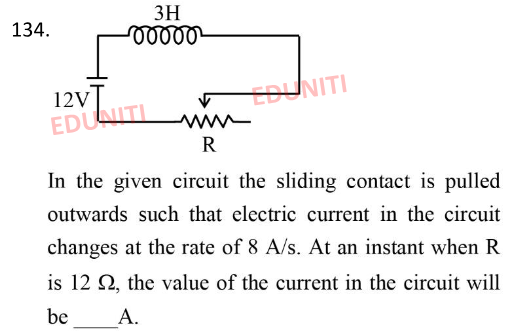 134.
3H
12V
EDUNITI
EDUNITI
R
In the given circuit the sliding contact is pulled
outwards such that electric current in the circuit
changes at the rate of 8 A/s. At an instant when R
is 12 Ω, the value of the current in the circuit will
be ____A.